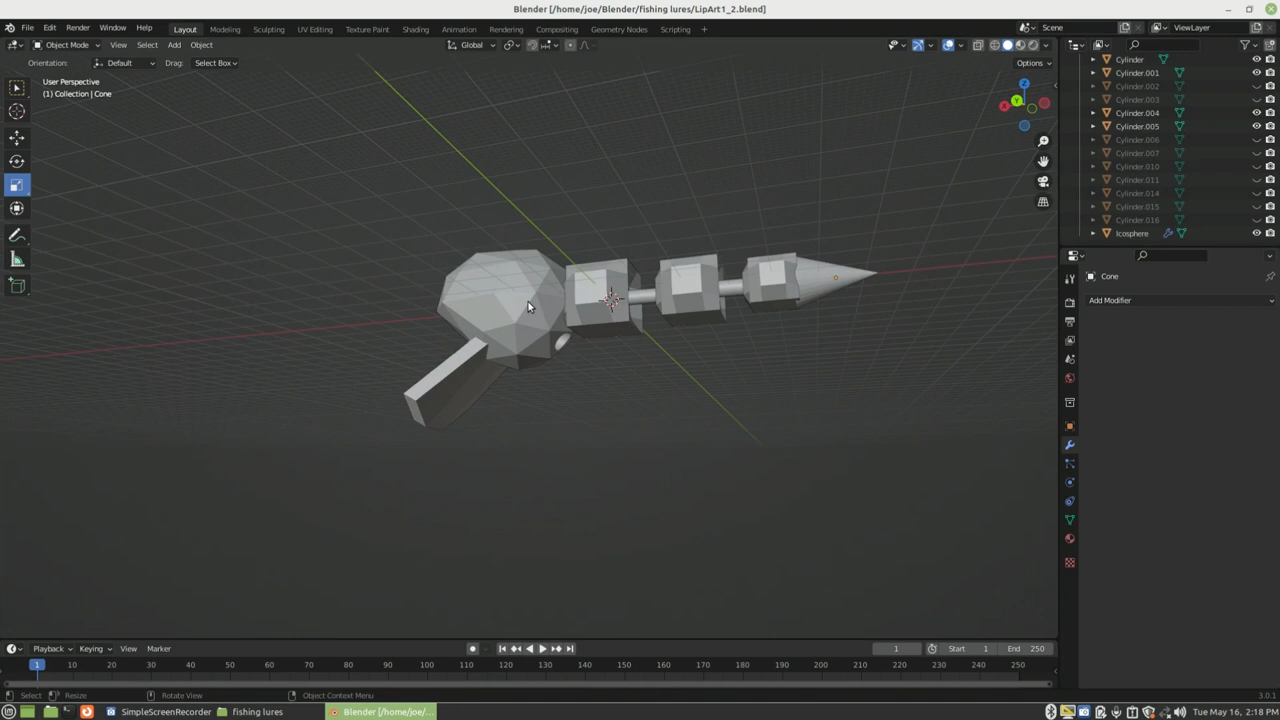 Blender [/home/joe/Blender/fishing lures/LipArt1_2.blend]
File Edit Render Window Help Layout Modeling Sculpting UV Editing Texture Paint Shading Animation Rendering Compositing Geometry Nodes Scripting + Scene ViewLayer
Object Mode View Select Add Object Global
Orientation: Default Drag: Select Box Options
User Perspective
(1) Collection | Cone
Z
Y
X
Cylinder
Cylinder.001
Cylinder.002
Cylinder.003
Cylinder.004
Cylinder.005
Cylinder.006
Cylinder.007
Cylinder.010
Cylinder.011
Cylinder.014
Cylinder.015
Cylinder.016
Icosphere
Cone
Add Modifier
Playback Keying View Marker 1 Start 1 End 250
1 10 20 30 40 50 60 70 80 90 100 110 120 130 140 150 160 170 180 190 200 210 220 230 240 250
Select Resize Rotate View Object Context Menu 3.0.1
SimpleScreenRecorder fishing lures Blender [/home/joe/... Tue May 16, 2:18 PM